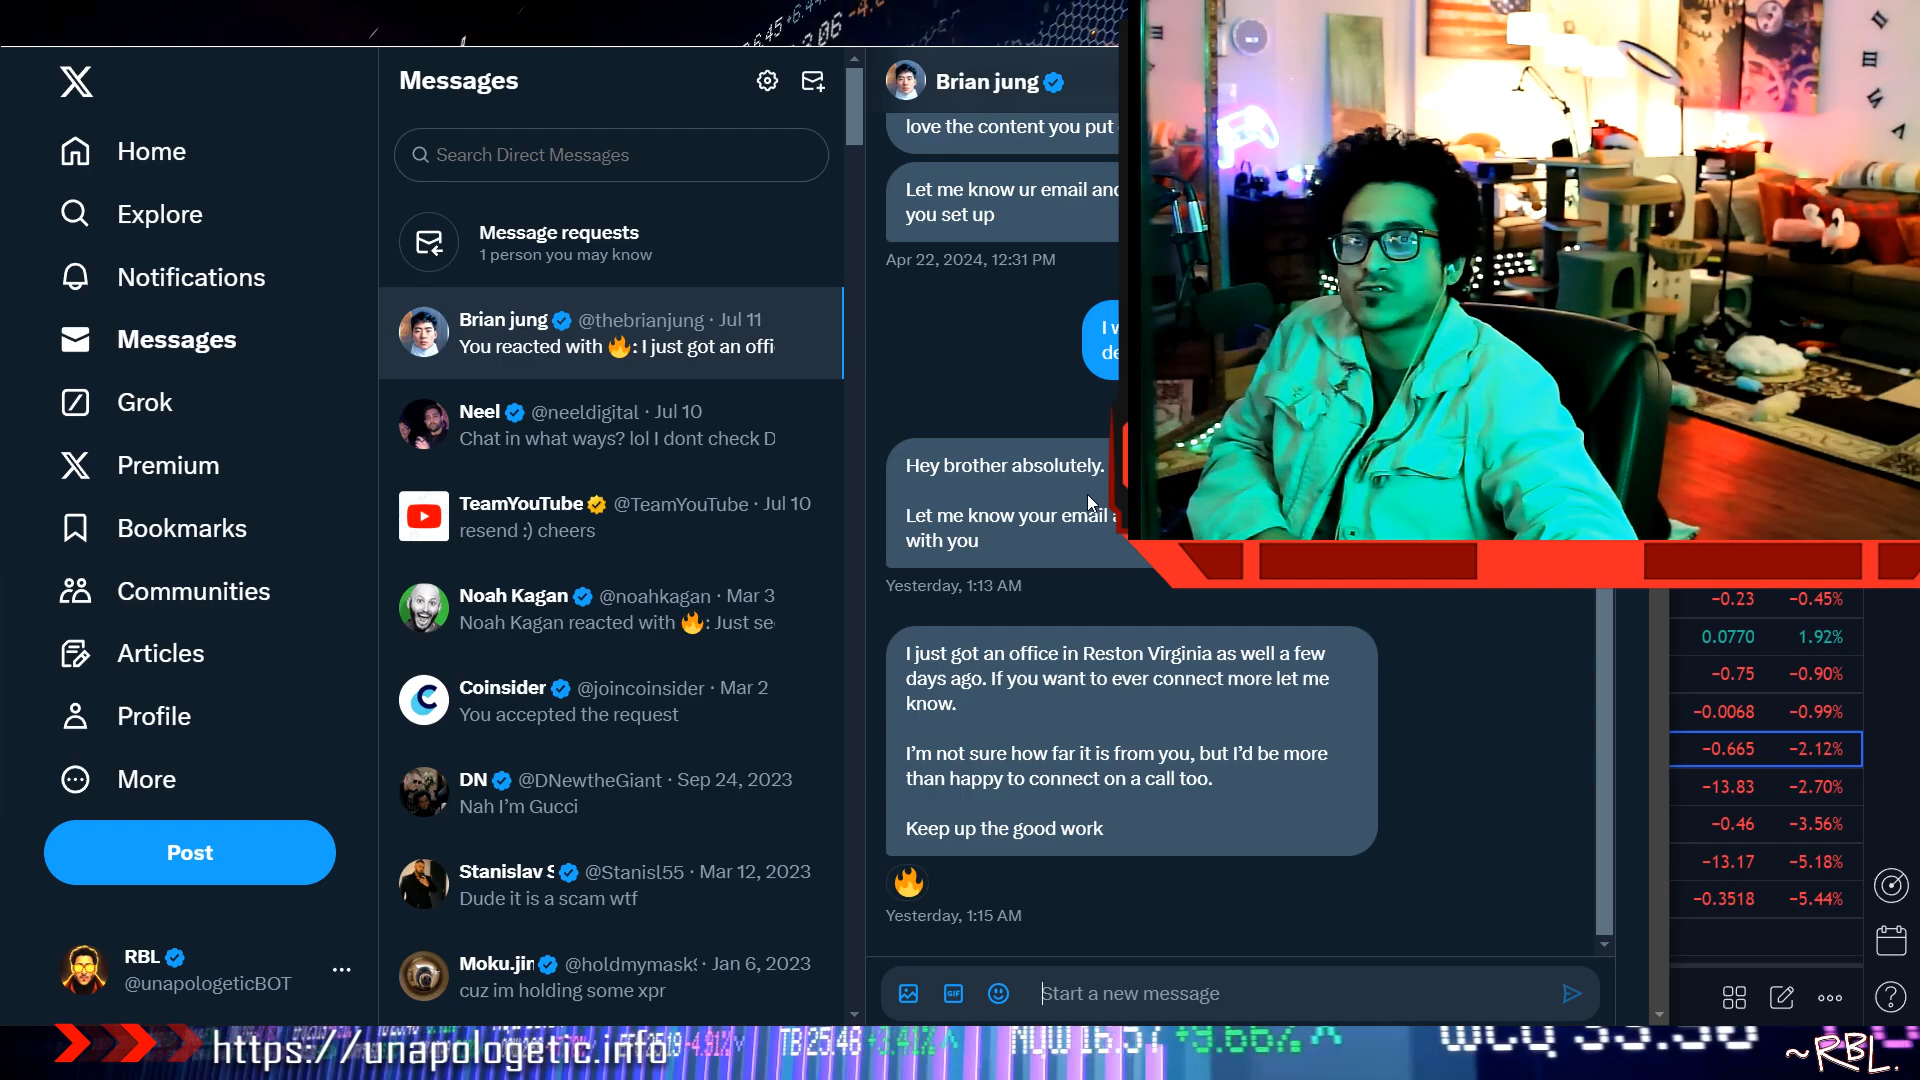 Home
Explore
Notifications
Messages
Grok
Premium
Bookmarks
Communities
Articles
Profile
More
Post
RBL
@unapologeticBOT
Messages
Search Direct Messages
Message requests
1 person you may know
Brian jung @thebrianjung · Jul 11
You reacted with 🔥: I just got an offi
Neel @neeldigital · Jul 10
Chat in what ways? lol I dont check D
TeamYouTube @TeamYouTube · Jul 10
resend :) cheers
Noah Kagan @noahkagan · Mar 3
Noah Kagan reacted with 🔥: Just se
Coinsider @joincoinsider · Mar 2
You accepted the request
DN @DNewtheGiant · Sep 24, 2023
Nah I'm Gucci
Stanislav S @Stanisl55 · Mar 12, 2023
Dude it is a scam wtf
Moku.jin @holdmymask · Jan 6, 2023
cuz im holding some xpr
Brian jung
love the content you put
Let me know ur email and
you set up
Apr 22, 2024, 12:31 PM
Hey brother absolutely.
Let me know your email
with you
Yesterday, 1:13 AM
I just got an office in Reston Virginia as well a few
days ago. If you want to ever connect more let me
know.
I'm not sure how far it is from you, but I'd be more
than happy to connect on a call too.
Keep up the good work
🔥
Yesterday, 1:15 AM
GIF
Start a new message
−0.23 −0.45%
0.0770 1.92%
−0.75 −0.90%
−0.0068 −0.99%
−0.665 −2.12%
−13.83 −2.70%
−0.46 −3.56%
−13.17 −5.18%
−0.3518 −5.44%
https://unapologetic.info
TB 25.48 +3.41%
+9.66%
~RBL.